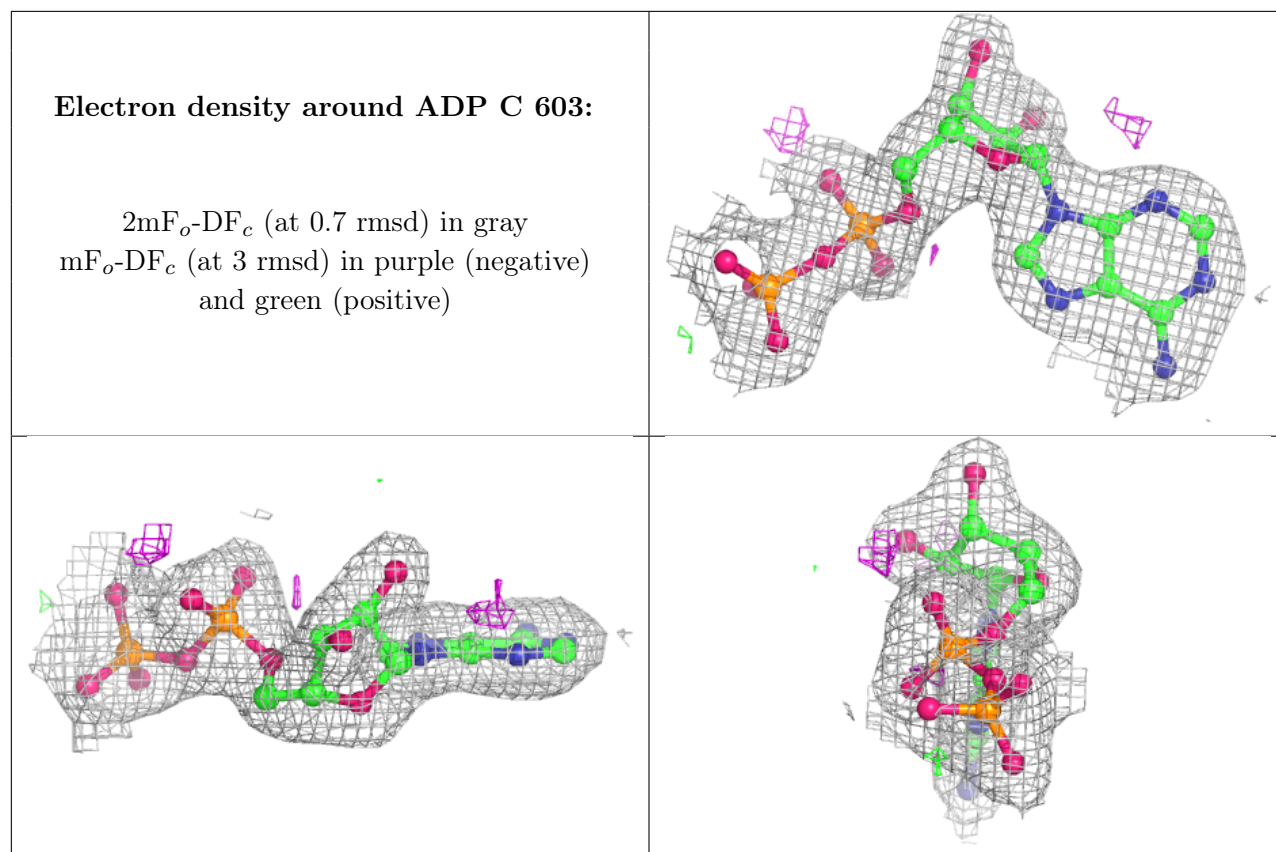 Electron density around ADP C 603:
2mFₒ-DF𝒸 (at 0.7 rmsd) in gray
mFₒ-DF𝒸 (at 3 rmsd) in purple (negative)
and green (positive)